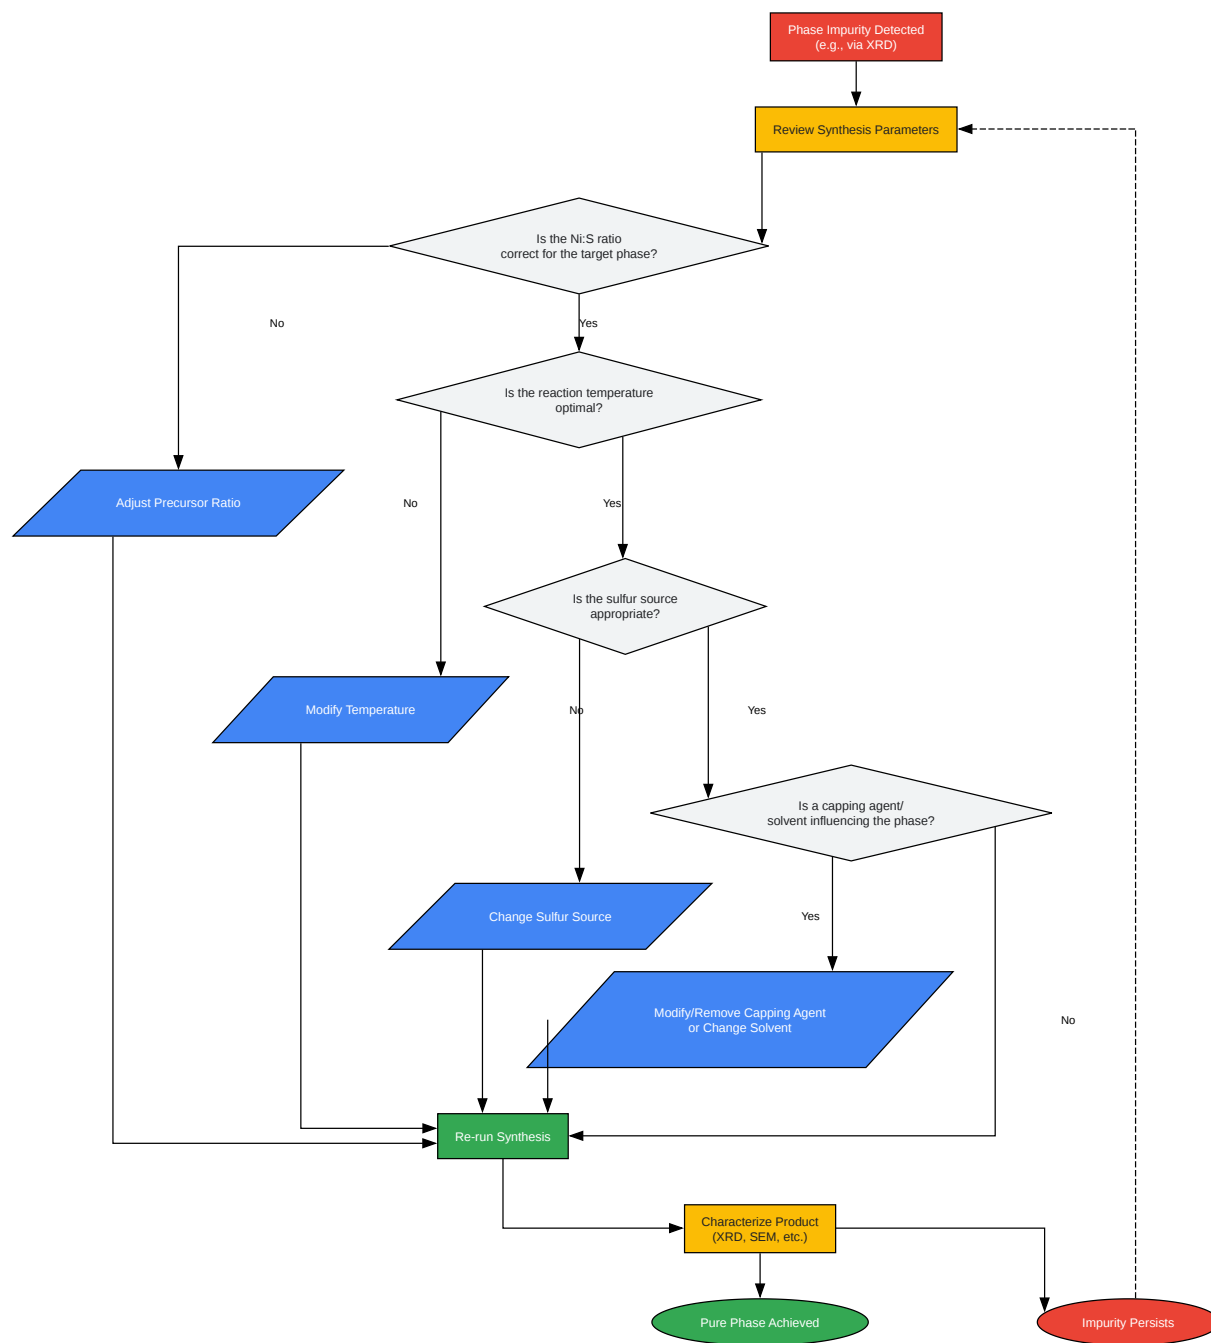 Phase Impurity Detected
(e.g., via XRD)
Review Synthesis Parameters
Is the Ni:S ratio
correct for the target phase?
No
Yes
Is the reaction temperature
optimal?
Adjust Precursor Ratio
No
Yes
Is the sulfur source
appropriate?
Modify Temperature
No
Yes
Is a capping agent/
solvent influencing the phase?
Change Sulfur Source
Yes
Modify/Remove Capping Agent
or Change Solvent
No
Re-run Synthesis
Characterize Product
(XRD, SEM, etc.)
Pure Phase Achieved
Impurity Persists